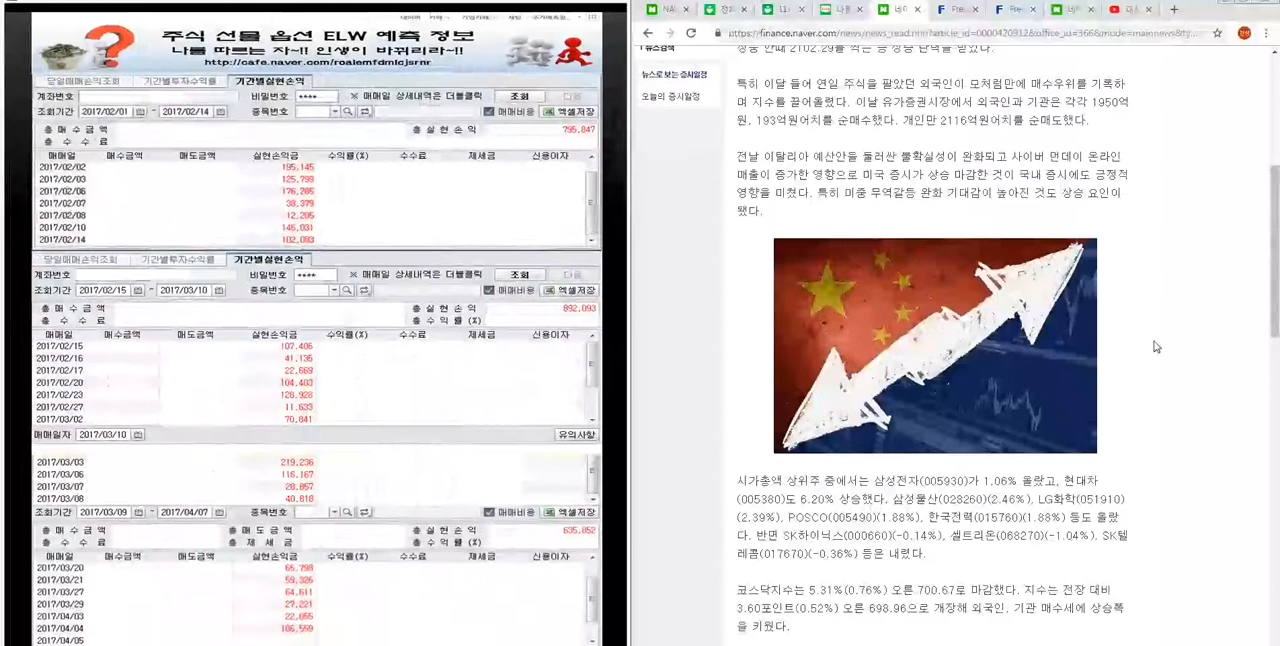 주식 선물 옵션 ELW 예측 정보
나를 따르는 자~!! 인생이 바뀌리라~!!
http://cafe.naver.com/roalemfdmlcjsrnr
당일매매손익조회 기간별투자수익률 기간별실현손익
계좌번호 비밀번호 **** ※ 매매일 상세내역은 더블클릭 조회 다음
조회기간 2017/02/01 ~ 2017/02/14 종목번호 매매비용 엑셀저장
총 매 수 금 액 총 실 현 손 익 795,847
총 수 수 료
매매일 매수금액 매도금액 실현손익금 수익률(%) 수수료 제세금 신용이자
2017/02/02 195,145
2017/02/03 125,799
2017/02/06 176,285
2017/02/07 38,379
2017/02/08 12,205
2017/02/10 145,031
2017/02/14 102,093
당일매매손익조회 기간별투자수익률 기간별실현손익
계좌번호 비밀번호 **** ※ 매매일 상세내역은 더블클릭 조회 다음
조회기간 2017/02/15 ~ 2017/03/10 종목번호 매매비용 엑셀저장
총 매 수 금 액 총 실 현 손 익 892,093
총 수 수 료 총 수 익 률 (%)
매매일 매수금액 매도금액 실현손익금 수익률(%) 수수료 제세금 신용이자
2017/02/15 107,406
2017/02/16 41,135
2017/02/17 22,669
2017/02/20 104,403
2017/02/23 128,928
2017/02/27 11,633
2017/03/02 70,841
매매일자 2017/03/10 유의사항
2017/03/03 219,236
2017/03/06 116,167
2017/03/07 28,857
2017/03/08 40,818
조회기간 2017/03/09 ~ 2017/04/07 종목번호 매매비용 엑셀저장
총 매 수 금 액 총 매 도 금 액 총 실 현 손 익 635,852
총 수 수 료 총 제 세 금 총 수 익 률 (%)
매매일 매수금액 매도금액 실현손익금 수익률(%) 수수료 제세금 신용이자
2017/03/20 65,798
2017/03/21 59,326
2017/03/27 64,611
2017/03/29 27,221
2017/04/03 22,055
2017/04/04 106,559
2017/04/05
뉴스검색
뉴스로 보는 증시일정
오늘의 증시일정
특히 이달 들어 연일 주식을 팔았던 외국인이 모처럼만에 매수우위를 기록하
며 지수를 끌어올렸다. 이날 유가증권시장에서 외국인과 기관은 각각 1950억
원, 193억원어치를 순매수했다. 개인만 2116억원어치를 순매도했다.
전날 이탈리아 예산안을 둘러싼 불확실성이 완화되고 사이버 먼데이 온라인
매출이 증가한 영향으로 미국 증시가 상승 마감한 것이 국내 증시에도 긍정적
영향을 미쳤다. 특히 미중 무역갈등 완화 기대감이 높아진 것도 상승 요인이
됐다.
시가총액 상위주 중에서는 삼성전자(005930)가 1.06% 올랐고, 현대차
(005380)도 6.20% 상승했다. 삼성물산(028260)(2.46%), LG화학(051910)
(2.39%), POSCO(005490)(1.88%), 한국전력(015760)(1.88%) 등도 올랐
다. 반면 SK하이닉스(000660)(-0.14%), 셀트리온(068270)(-1.04%), SK텔
레콤(017670)(-0.36%) 등은 내렸다.
코스닥지수는 5.31%(0.76%) 오른 700.67로 마감했다. 지수는 전장 대비
3.60포인트(0.52%) 오른 698.96으로 개장해 외국인, 기관 매수세에 상승폭
을 키웠다.